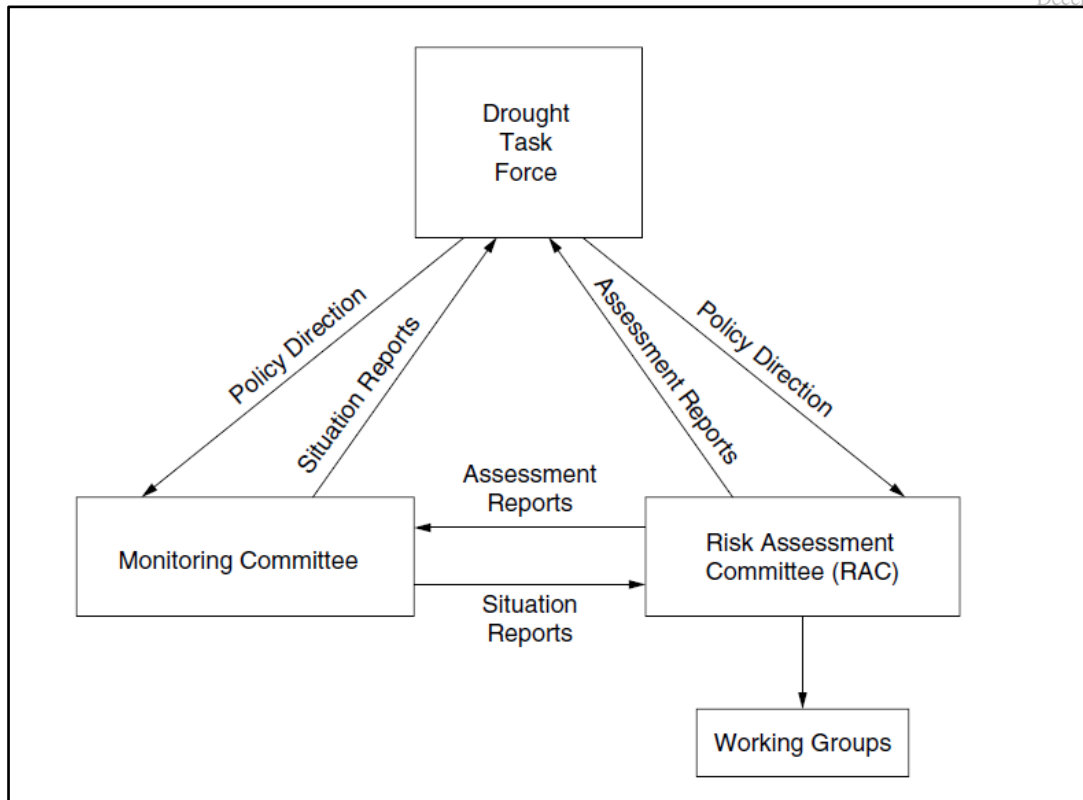 Drought
Task
Force
Policy Direction
Situation Reports
Assessment Reports
Policy Direction
Assessment
Reports
Monitoring Committee
Risk Assessment
Committee (RAC)
Situation
Reports
Working Groups